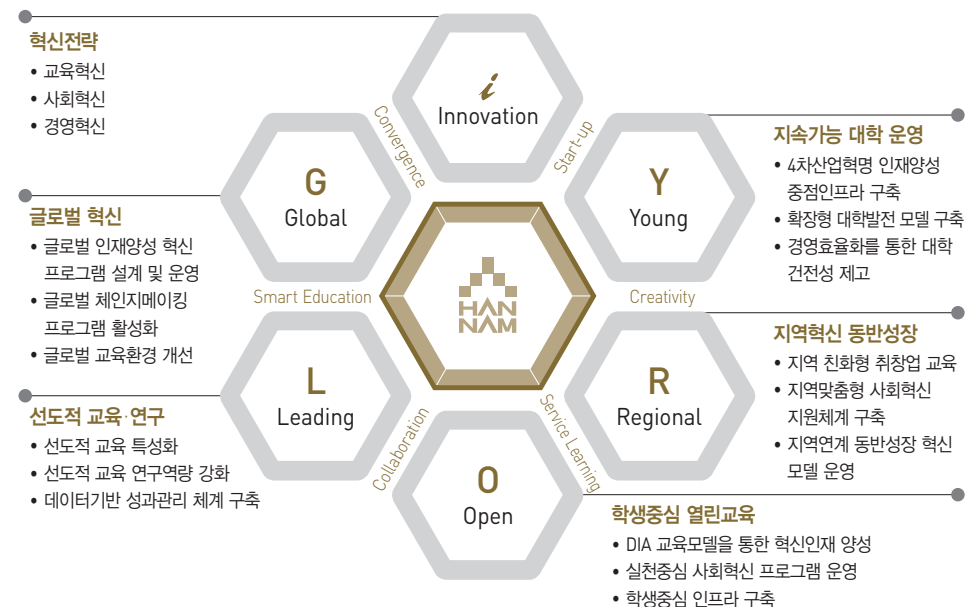 혁신전략
• 교육혁신
• 사회혁신
• 경영혁신
i
Innovation
Convergence
Start-up
G
Global
Y
Young
지속가능 대학 운영
• 4차산업혁명 인재양성
중점인프라 구축
• 확장형 대학발전 모델 구축
• 경영효율화를 통한 대학
건전성 제고
글로벌 혁신
• 글로벌 인재양성 혁신
프로그램 설계 및 운영
• 글로벌 체인지메이킹
프로그램 활성화
• 글로벌 교육환경 개선
Smart Education
HAN
NAM
Creativity
지역혁신 동반성장
• 지역 친화형 취창업 교육
• 지역맞춤형 사회혁신
지원체계 구축
• 지역연계 동반성장 혁신
모델 운영
L
Leading
R
Regional
선도적 교육·연구
• 선도적 교육 특성화
• 선도적 교육 연구역량 강화
• 데이터기반 성과관리 체계 구축
Collaboration
Service Learning
O
Open
학생중심 열린교육
• DIA 교육모델을 통한 혁신인재 양성
• 실천중심 사회혁신 프로그램 운영
• 학생중심 인프라 구축